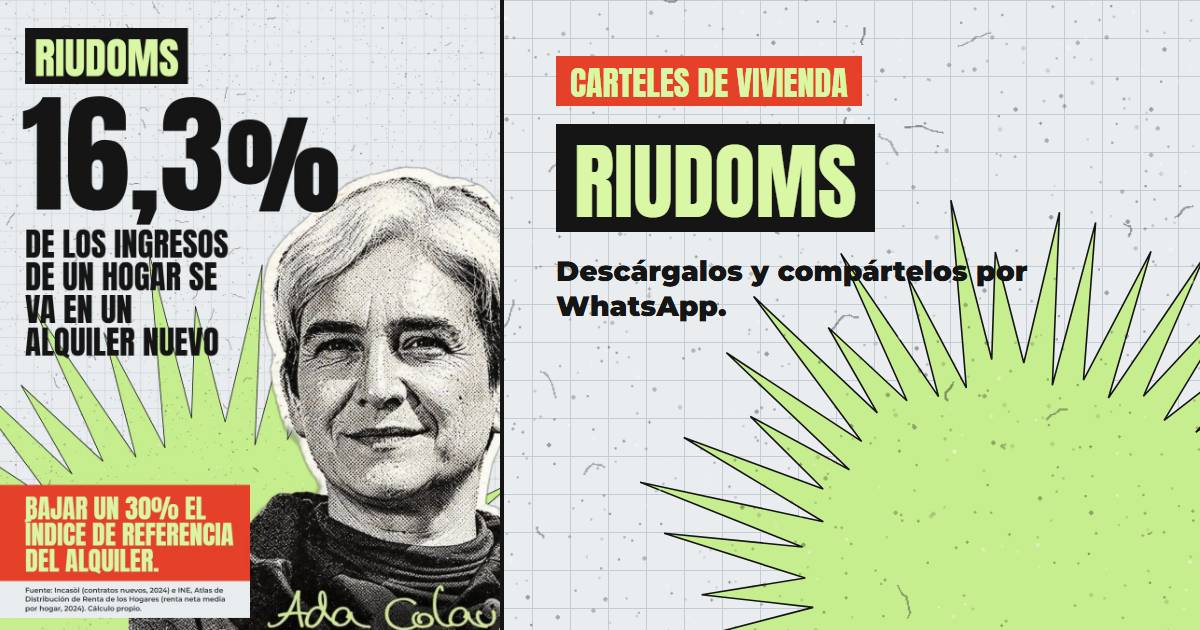 RIUDOMS
16,3%
DE LOS INGRESOS
DE UN HOGAR SE
VA EN UN
ALQUILER NUEVO
BAJAR UN 30% EL
ÍNDICE DE REFERENCIA
DEL ALQUILER.
Fuente: Incasòl (contratos nuevos, 2024) e INE, Atlas de
Distribución de Renta de los Hogares (renta neta media
por hogar, 2024). Cálculo propio.
Ada Colau
CARTELES DE VIVIENDA
RIUDOMS
Descárgalos y compártelos por
WhatsApp.